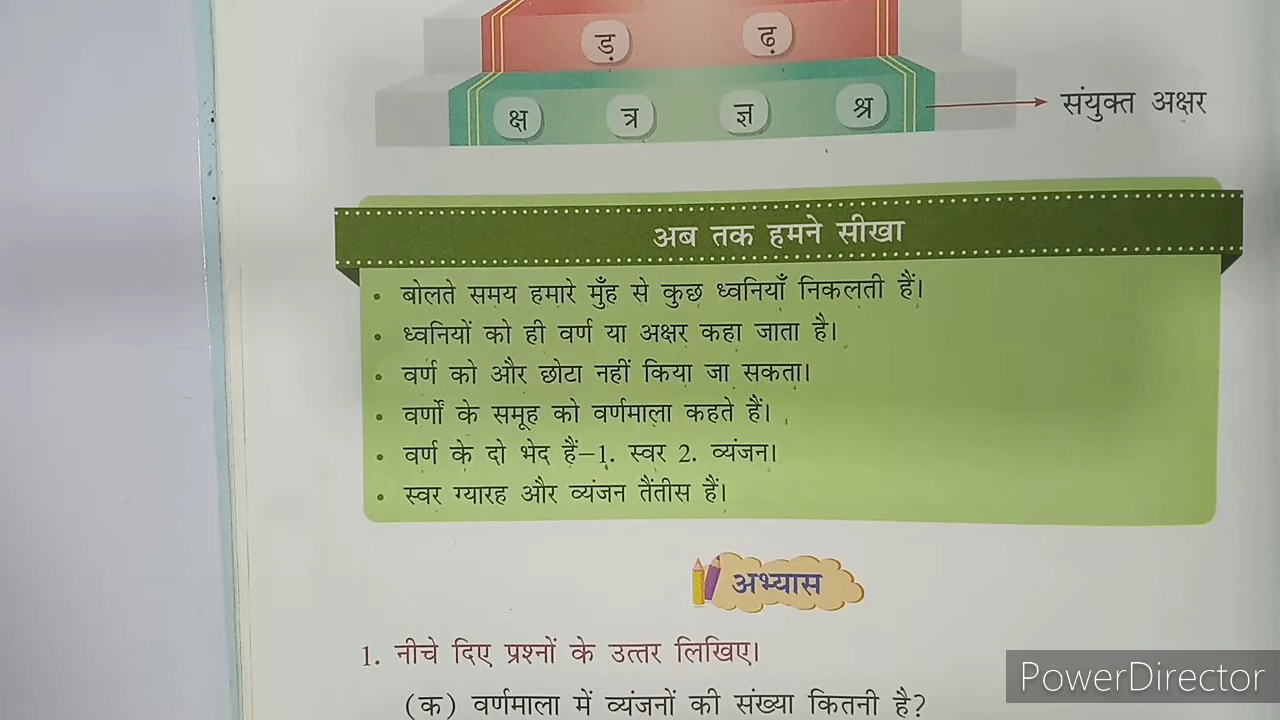 ड़ ढ़
क्ष त्र ज्ञ श्र संयुक्त अक्षर
अब तक हमने सीखा
• बोलते समय हमारे मुँह से कुछ ध्वनियाँ निकलती हैं।
• ध्वनियों को ही वर्ण या अक्षर कहा जाता है।
• वर्ण को और छोटा नहीं किया जा सकता।
• वर्णों के समूह को वर्णमाला कहते हैं।
• वर्ण के दो भेद हैं–1. स्वर 2. व्यंजन।
• स्वर ग्यारह और व्यंजन तैंतीस हैं।
अभ्यास
1. नीचे दिए प्रश्नों के उत्तर लिखिए।
(क) वर्णमाला में व्यंजनों की संख्या कितनी है?
PowerDirector